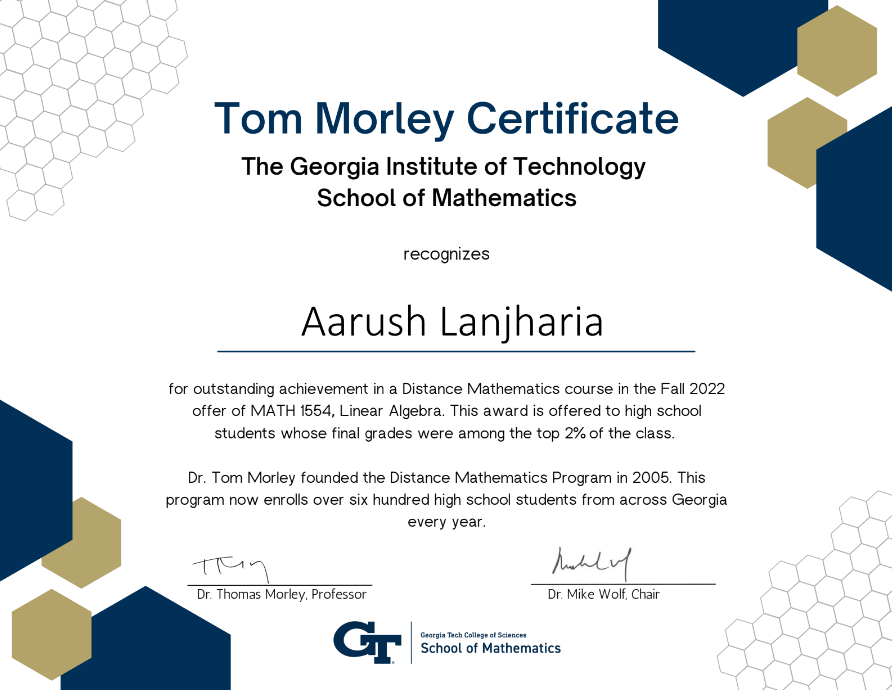 Tom Morley Certificate
The Georgia Institute of Technology
School of Mathematics
recognizes
Aarush Lanjharia
for outstanding achievement in a Distance Mathematics course in the Fall 2022
offer of MATH 1554, Linear Algebra. This award is offered to high school
students whose final grades were among the top 2% of the class.
Dr. Tom Morley founded the Distance Mathematics Program in 2005. This
program now enrolls over six hundred high school students from across Georgia
every year.
Dr. Thomas Morley, Professor
Dr. Mike Wolf, Chair
GT
Georgia Tech College of Sciences
School of Mathematics